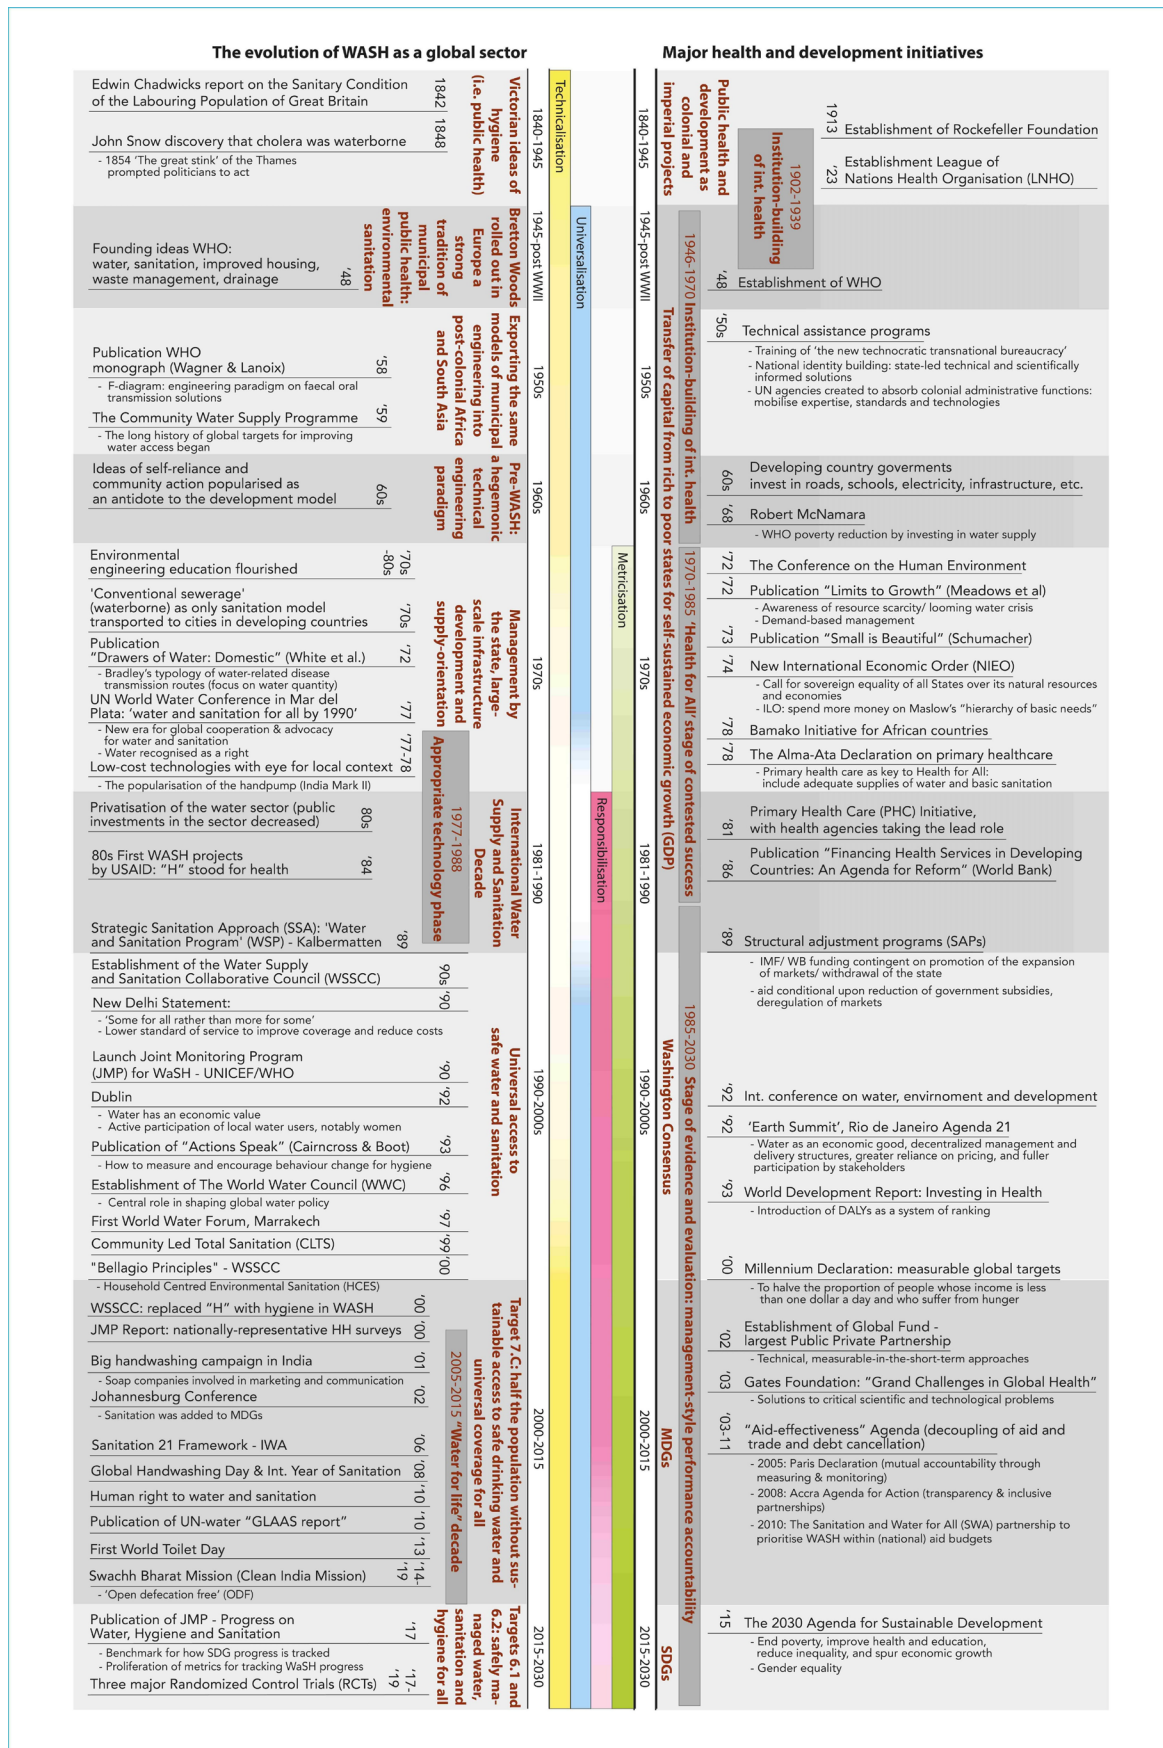 The evolution of WASH as a global sector
Edwin Chadwicks report on the Sanitary Condition
of the Labouring Population of Great Britain
1842
John Snow discovery that cholera was waterborne
1848
- 1854 ‘The great stink’ of the Thames
prompted politicians to act
Founding ideas WHO:
water, sanitation, improved housing,
waste management, drainage
‘48
Publication WHO
monograph (Wagner & Lanoix)
‘58
- F-diagram: engineering paradigm on faecal oral
transmission solutions
The Community Water Supply Programme
‘59
- The long history of global targets for improving
water access began
Ideas of self-reliance and
community action popularised as
an antidote to the development model
60s
Environmental
engineering education flourished
‘70s
-80s
'Conventional sewerage'
(waterborne) as only sanitation model
transported to cities in developing countries
‘70s
Publication
“Drawers of Water: Domestic” (White et al.)
‘72
- Bradley’s typology of water-related disease
transmission routes (focus on water quantity)
UN World Water Conference in Mar del
Plata: ‘water and sanitation for all by 1990’
‘77
- New era for global cooperation & advocacy
for water and sanitation
- Water recognised as a right
Low-cost technologies with eye for local context
‘77-78
- The popularisation of the handpump (India Mark II)
Privatisation of the water sector (public
investments in the sector decreased)
80s
80s First WASH projects
by USAID: “H” stood for health
‘84
Strategic Sanitation Approach (SSA): 'Water
and Sanitation Program' (WSP) - Kalbermatten
‘89
Establishment of the Water Supply
and Sanitation Collaborative Council (WSSCC)
90s
New Delhi Statement:
‘90
- ‘Some for all rather than more for some’
- Lower standard of service to improve coverage and reduce costs
Launch Joint Monitoring Program
(JMP) for WaSH - UNICEF/WHO
‘90
Dublin
‘92
- Water has an economic value
- Active participation of local water users, notably women
Publication of “Actions Speak” (Cairncross & Boot)
‘93
- How to measure and encourage behaviour change for hygiene
Establishment of The World Water Council (WWC)
‘96
- Central role in shaping global water policy
First World Water Forum, Marrakech
‘97
Community Led Total Sanitation (CLTS)
‘99
"Bellagio Principles" - WSSCC
‘00
- Household Centred Environmental Sanitation (HCES)
WSSCC: replaced “H” with hygiene in WASH
‘00
JMP Report: nationally-representative HH surveys
‘00
Big handwashing campaign in India
‘01
- Soap companies involved in marketing and communication
Johannesburg Conference
‘02
- Sanitation was added to MDGs
Sanitation 21 Framework - IWA
‘06
Global Handwashing Day & Int. Year of Sanitation
‘08
Human right to water and sanitation
‘10
Publication of UN-water “GLAAS report”
‘10
First World Toilet Day
‘13
Swachh Bharat Mission (Clean India Mission)
‘14-
‘19
- ‘Open defecation free’ (ODF)
Publication of JMP - Progress on
Water, Hygiene and Sanitation
‘17
- Benchmark for how SDG progress is tracked
- Proliferation of metrics for tracking WaSH progress
Three major Randomized Control Trials (RCTs)
‘17-
‘19
Victorian ideas of
hygiene
(i.e. public health)
Bretton Woods
rolled out in
Europe a
strong
tradition of
municipal
public health:
environmental
sanitation
Exporting the same
models of municipal
engineering into
post-colonial Africa
and South Asia
Pre-WASH:
a hegemonic
technical
engineering
paradigm
Management by
the state, large-
scale infrastructure
development and
supply-orientation
1977-1988
Appropriate technology phase
International Water
Supply and Sanitation
Decade
Universal access to
safe water and sanitation
Target 7.C: half the population without sus-
tainable access to safe drinking water and
universal coverage for all
2005-2015 “Water for life” decade
Targets 6.1 and
6.2: safely ma-
naged water,
sanitation and
hygiene for all
1840-1945
1945-post WWII
1950s
1960s
1970s
1981-1990
1990-2000s
2000-2015
2015-2030
Technicalisation
Universalisation
Responsibilisation
Metricisation
Major health and development initiatives
1840-1945
1945-post WWII
1950s
1960s
1970s
1981-1990
1990-2000s
2000-2015
2015-2030
Public health and
development as
colonial and
imperial projects
Transfer of capital from rich to poor states for self-sustained economic growth (GDP)
Washington Consensus
MDGs
SDGs
1902-1939
Institution-building
of int. health
1946-1970 Institution-building of int. health
1970-1985 ‘Health for All’ stage of contested success
1985-2030 Stage of evidence and evaluation: management-style performance accountability
1913
Establishment of Rockefeller Foundation
‘23
Establishment League of
Nations Health Organisation (LNHO)
‘48
Establishment of WHO
‘50s
Technical assistance programs
- Training of ‘the new technocratic transnational bureaucracy’
- National identity building: state-led technical and scientifically
informed solutions
- UN agencies created to absorb colonial administrative functions:
mobilise expertise, standards and technologies
60s
Developing country goverments
invest in roads, schools, electricity, infrastructure, etc.
‘68
Robert McNamara
- WHO poverty reduction by investing in water supply
‘72
The Conference on the Human Environment
‘72
Publication “Limits to Growth” (Meadows et al)
- Awareness of resource scarcity/ looming water crisis
- Demand-based management
‘73
Publication “Small is Beautiful” (Schumacher)
‘74
New International Economic Order (NIEO)
- Call for sovereign equality of all States over its natural resources
and economies
- ILO: spend more money on Maslow’s “hierarchy of basic needs”
‘78
Bamako Initiative for African countries
‘78
The Alma-Ata Declaration on primary healthcare
- Primary health care as key to Health for All:
include adequate supplies of water and basic sanitation
‘81
Primary Health Care (PHC) Initiative,
with health agencies taking the lead role
‘86
Publication “Financing Health Services in Developing
Countries: An Agenda for Reform” (World Bank)
‘89
Structural adjustment programs (SAPs)
- IMF/ WB funding contingent on promotion of the expansion
of markets/ withdrawal of the state
- aid conditional upon reduction of government subsidies,
deregulation of markets
‘92
Int. conference on water, envirnoment and development
‘92
‘Earth Summit’, Rio de Janeiro Agenda 21
- Water as an economic good, decentralized management and
delivery structures, greater reliance on pricing, and fuller
participation by stakeholders
‘93
World Development Report: Investing in Health
- Introduction of DALYs as a system of ranking
‘00
Millennium Declaration: measurable global targets
- To halve the proportion of people whose income is less
than one dollar a day and who suffer from hunger
‘02
Establishment of Global Fund -
largest Public Private Partnership
- Technical, measurable-in-the-short-term approaches
‘03
Gates Foundation: “Grand Challenges in Global Health”
- Solutions to critical scientific and technological problems
‘03-11
“Aid-effectiveness” Agenda (decoupling of aid and
trade and debt cancellation)
- 2005: Paris Declaration (mutual accountability through
measuring & monitoring)
- 2008: Accra Agenda for Action (transparency & inclusive
partnerships)
- 2010: The Sanitation and Water for All (SWA) partnership to
prioritise WASH within (national) aid budgets
‘15
The 2030 Agenda for Sustainable Development
- End poverty, improve health and education,
reduce inequality, and spur economic growth
- Gender equality